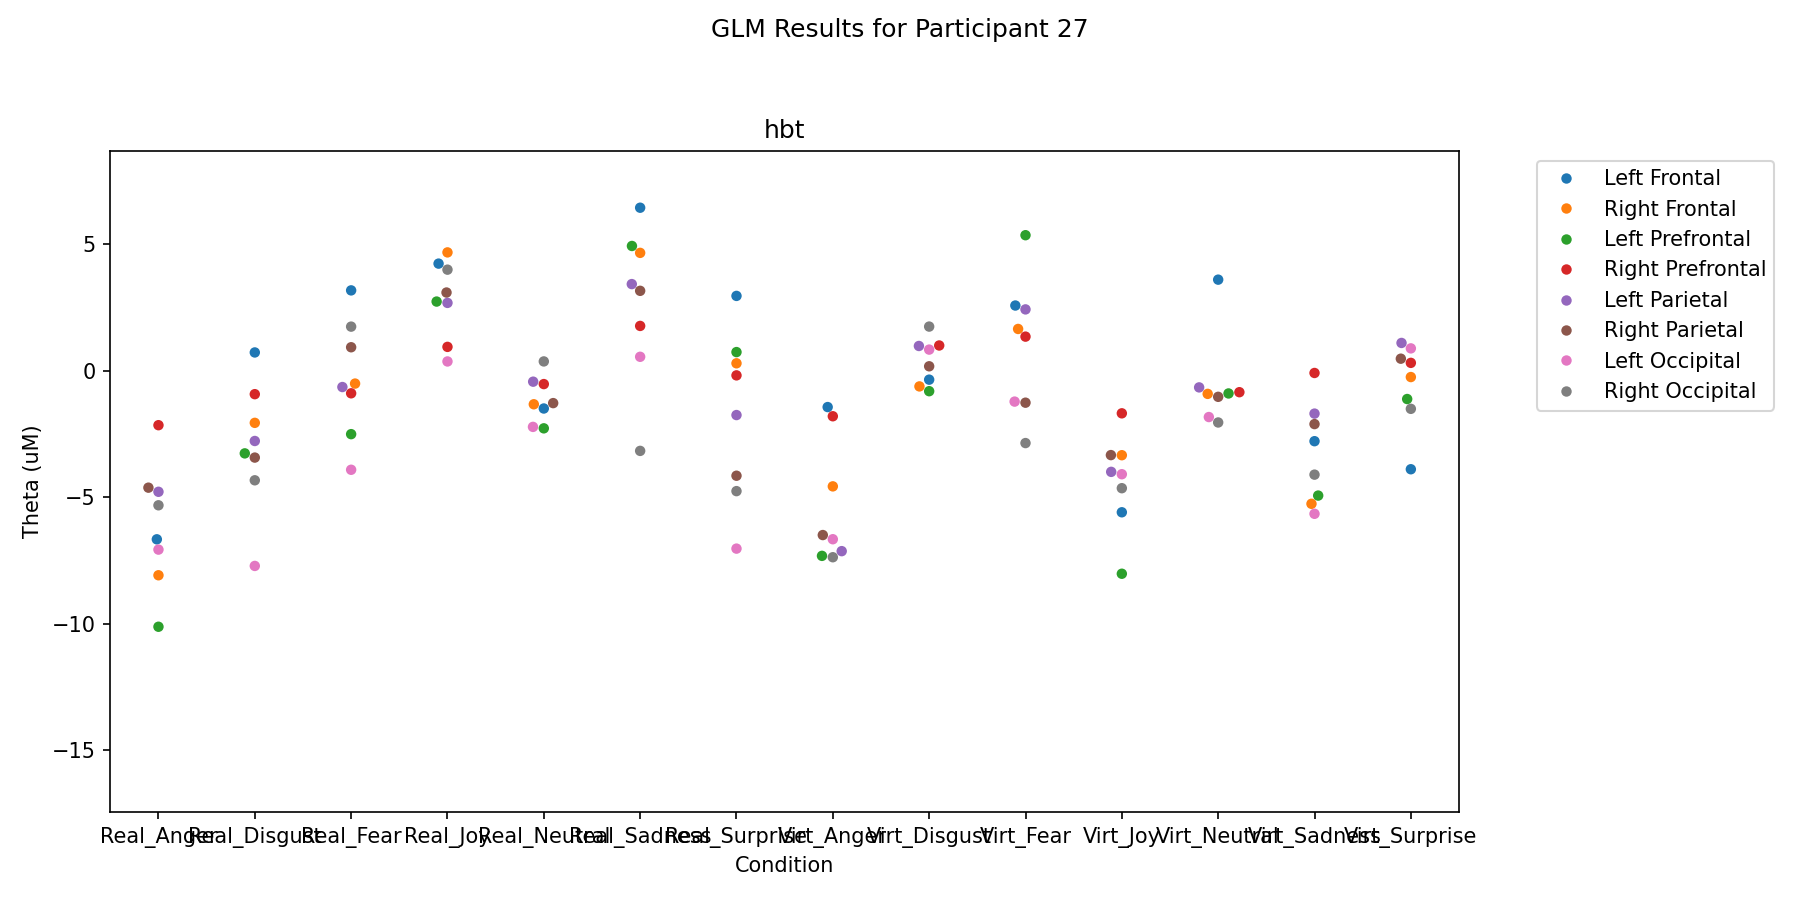 GLM Results for Participant 27
hbt
Left Frontal
Right Frontal
Left Prefrontal
Right Prefrontal
Left Parietal
Right Parietal
Left Occipital
Right Occipital
Theta (uM)
5
0
−5
−10
−15
Real_Anger Real_Disgust Real_Fear Real_Joy Real_Neutral Real_Sadness Real_Surprise Virt_Anger Virt_Disgust Virt_Fear Virt_Joy Virt_Neutral Virt_Sadness Virt_Surprise
Condition